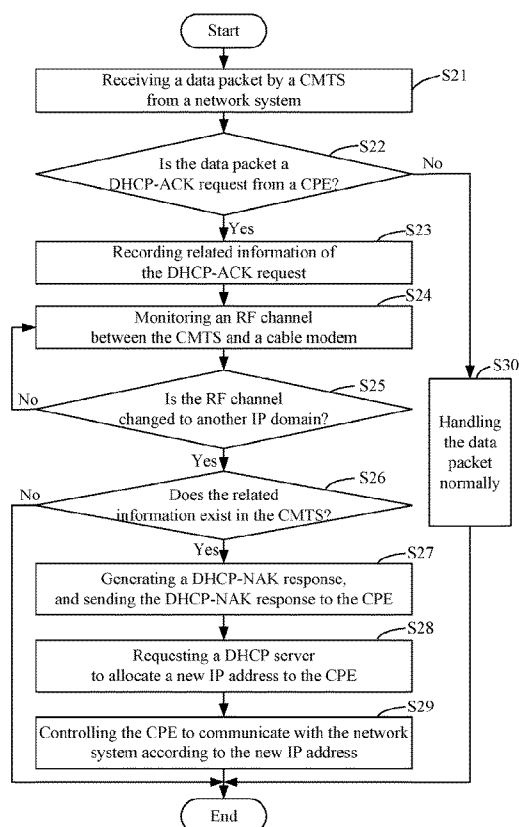 Start
Receiving a data packet by a CMTS
from a network system
S21
Is the data packet a
DHCP-ACK request from a CPE?
S22
No
Yes
Recording related information of
the DHCP-ACK request
S23
Monitoring an RF channel
between the CMTS and a cable modem
S24
Is the RF channel
changed to another IP domain?
S25
No
Yes
S30
Handling
the data
packet
normally
Does the related
information exist in the CMTS?
S26
No
Yes
Generating a DHCP-NAK response,
and sending the DHCP-NAK response to the CPE
S27
Requesting a DHCP server
to allocate a new IP address to the CPE
S28
Controlling the CPE to communicate with the network
system according to the new IP address
S29
End